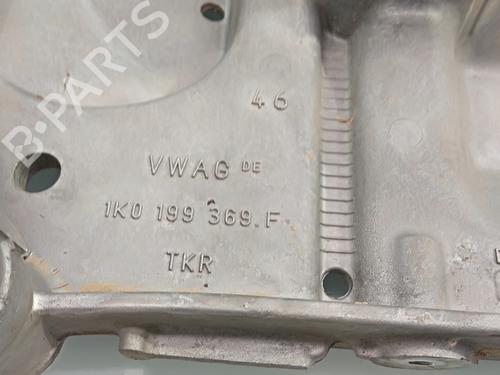 B-PARTS
46
VWAG DE
1K0 199 369 F
TKR